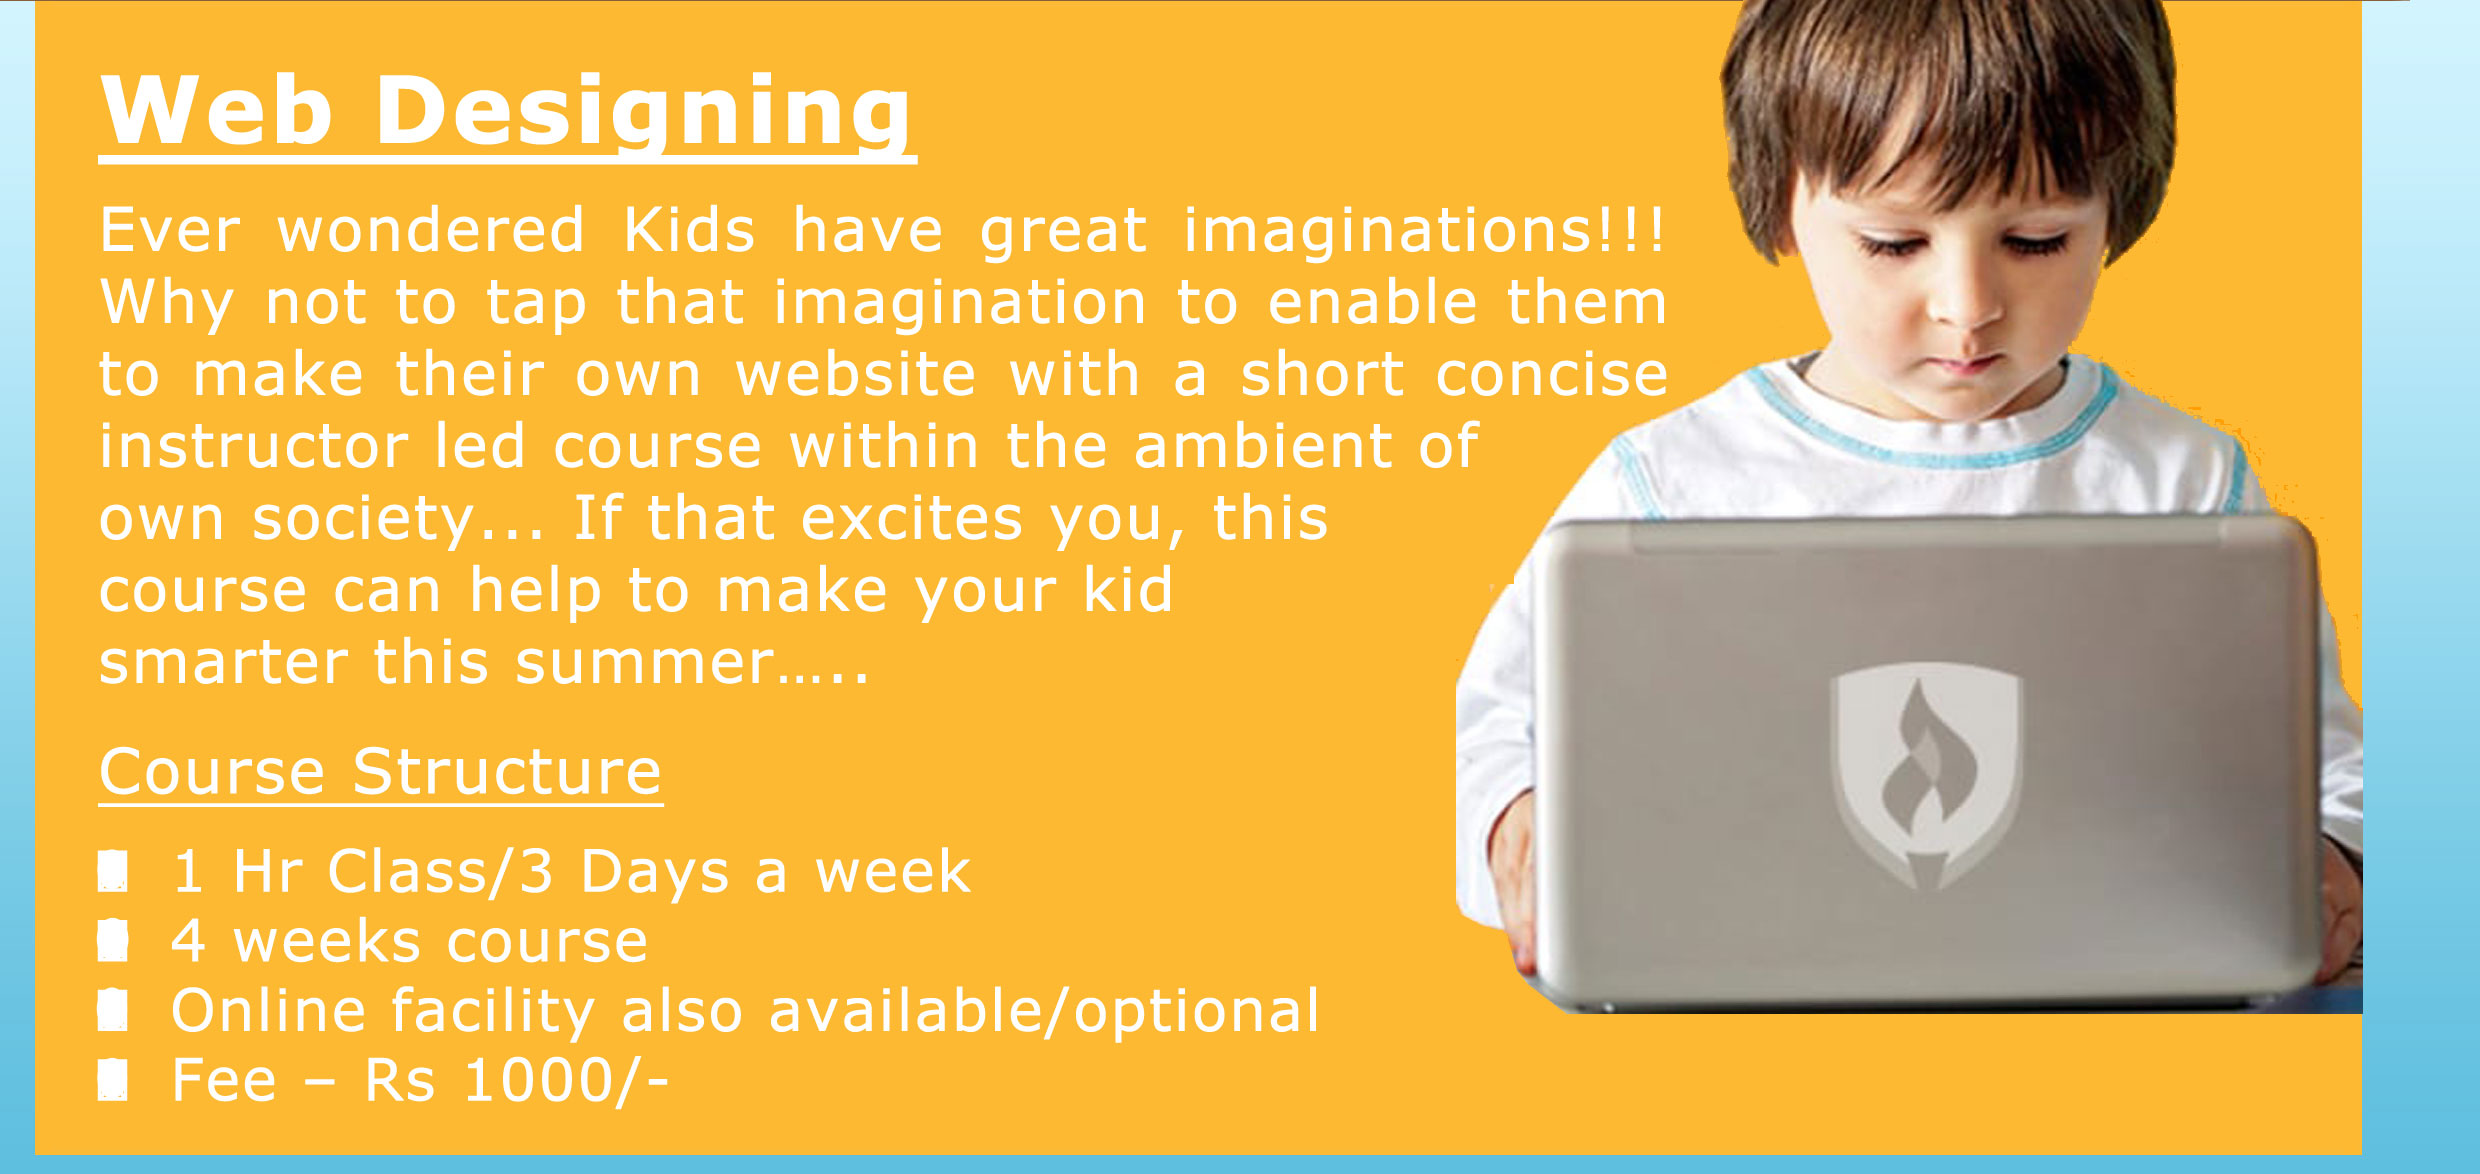 Web Designing
Ever wondered Kids have great imaginations!!!
Why not to tap that imagination to enable them
to make their own website with a short concise
instructor led course within the ambient of
own society... If that excites you, this
course can help to make your kid
smarter this summer…..
Course Structure
1 Hr Class/3 Days a week
4 weeks course
Online facility also available/optional
Fee – Rs 1000/-